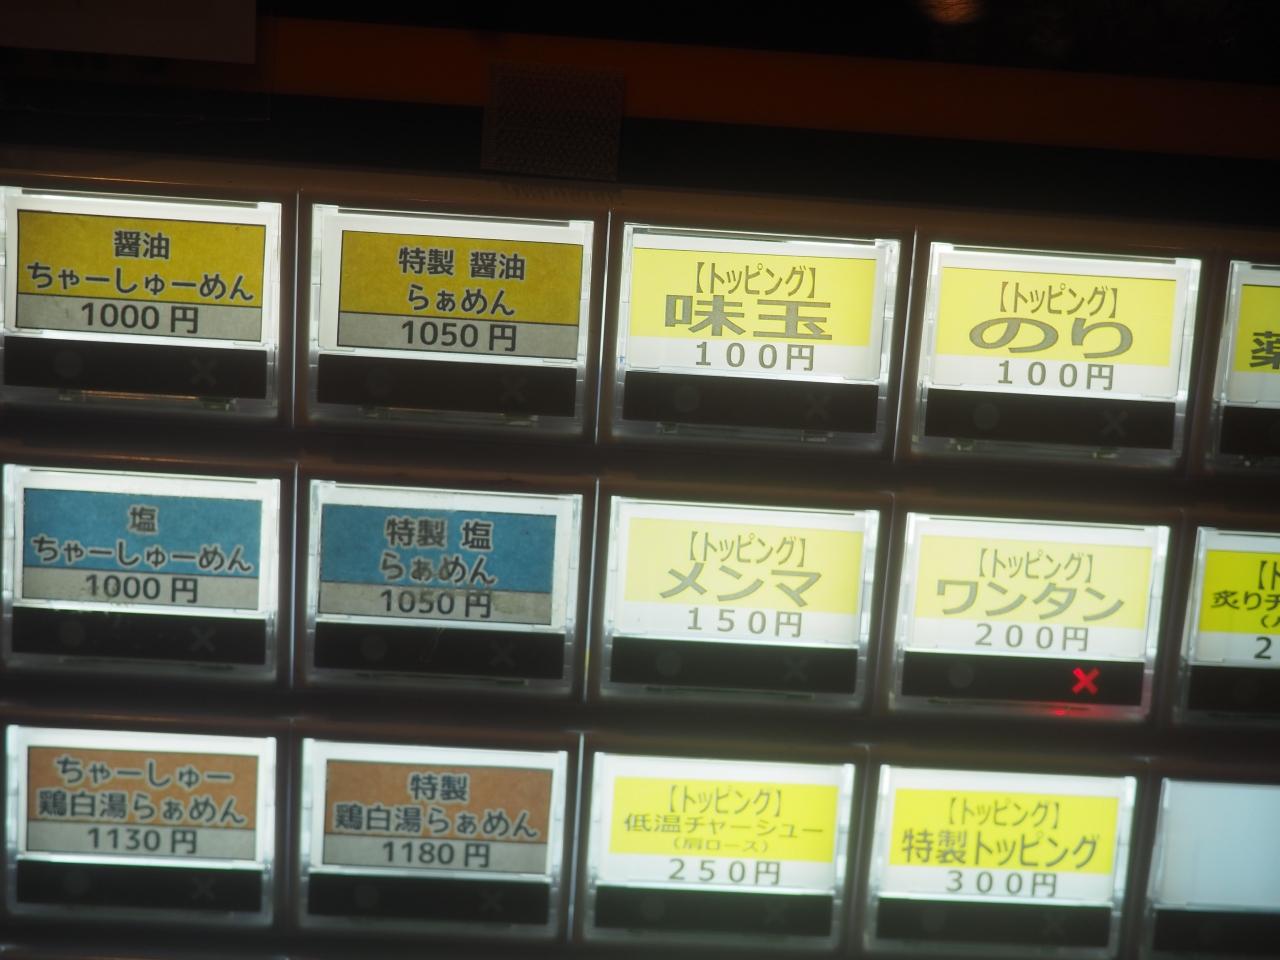 醤油
ちゃーしゅーめん
1000円
特製 醤油
らぁめん
1050円
【トッピング】
味玉
100円
【トッピング】
のり
100円
塩
ちゃーしゅーめん
1000円
特製 塩
らぁめん
1050円
【トッピング】
メンマ
150円
【トッピング】
ワンタン
200円
×
炙りチ
2
ちゃーしゅー
鶏白湯らぁめん
1130円
特製
鶏白湯らぁめん
1180円
【トッピング】
低温チャーシュー
(肩ロース)
250円
【トッピング】
特製トッピング
300円